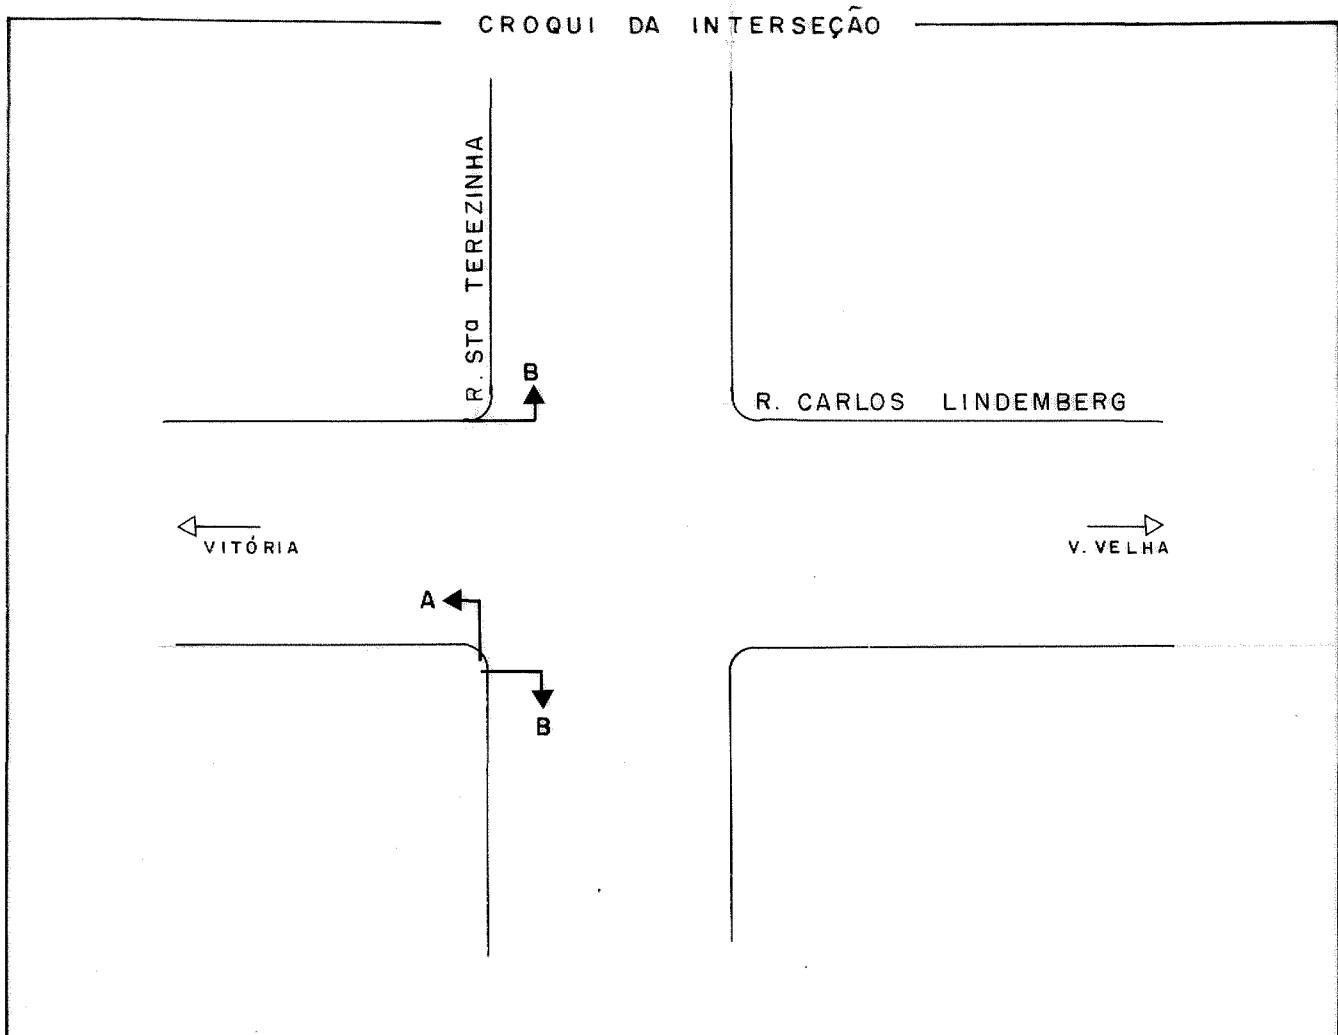 CROQUI DA INTERSEÇÃO
R. STª TEREZINHA
B
R. CARLOS LINDEMBERG
VITÓRIA
V. VELHA
A
B